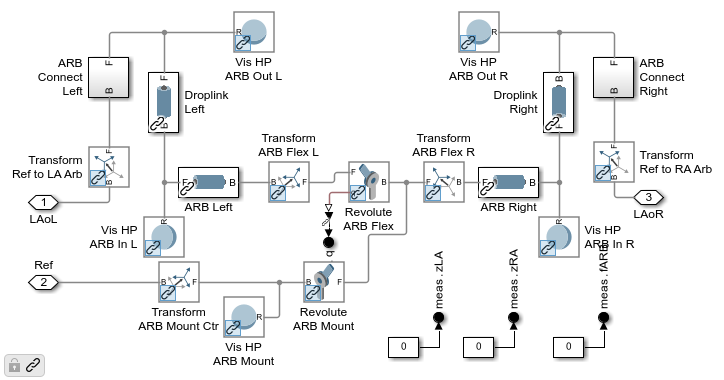 R
Vis HP
ARB Out L
R
Vis HP
ARB Out R
ARB
Connect
Left
F
B
F
B
Droplink
Left
B
F
Droplink
Right
F
B
ARB
Connect
Right
Transform
Ref to LA Arb
F
B
Transform
ARB Flex L
B
F
F
B
Revolute
ARB Flex
Transform
ARB Flex R
F
B
F
B
Transform
Ref to RA Arb
1
LAoL
F
B
ARB Left
F
B
ARB Right
3
LAoR
R
Vis HP
ARB In L
R
Vis HP
ARB In R
q
Ref
2
B
F
Transform
ARB Mount Ctr
R
Vis HP
ARB Mount
B
F
Revolute
ARB Mount
meas.zLA
meas.zRA
meas.fARB
0
0
0